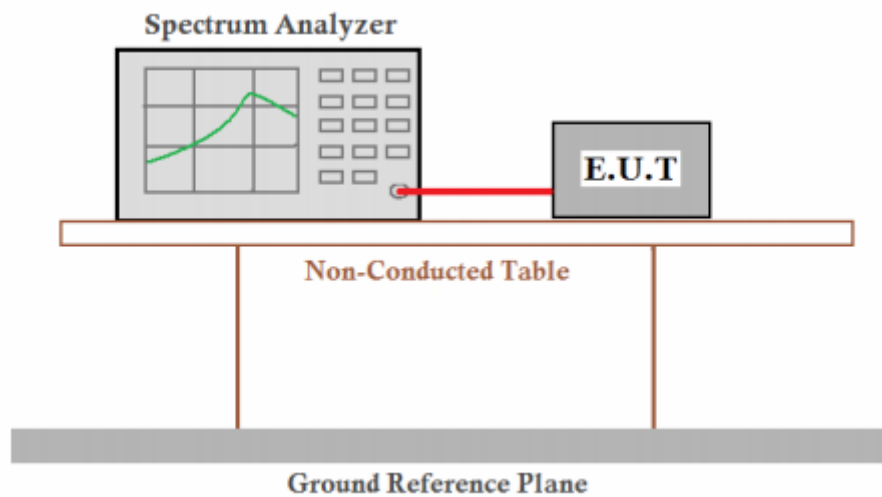 Spectrum Analyzer
E.U.T
Non-Conducted Table
Ground Reference Plane